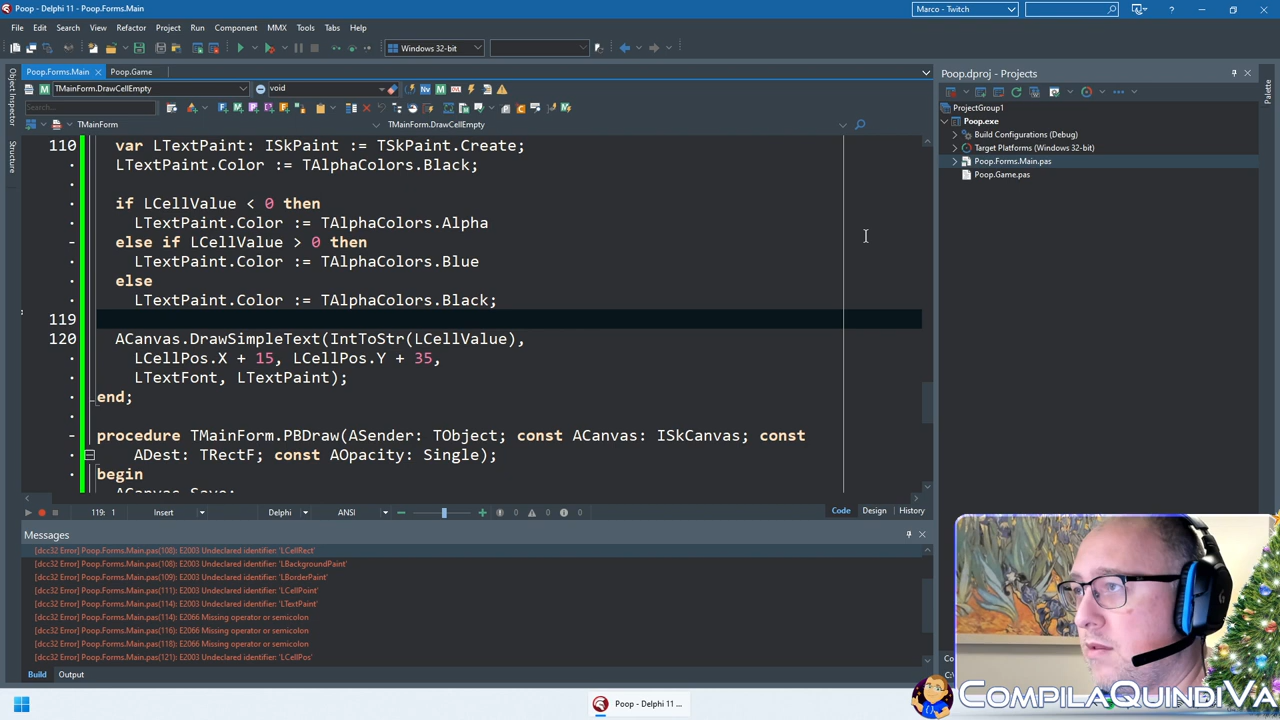 Poop - Delphi 11 - Poop.Forms.Main
Marco - Twitch
File Edit Search View Refactor Project Run Component MMX Tools Tabs Help
Windows 32-bit
Poop.Forms.Main Poop.Game
Poop.dproj - Projects
TMainForm.DrawCellEmpty void
Search...
TMainForm TMainForm.DrawCellEmpty
ProjectGroup1
Poop.exe
Build Configurations (Debug)
Target Platforms (Windows 32-bit)
Poop.Forms.Main.pas
Poop.Game.pas
Object Inspector
Structure
Palette
110 var LTextPaint: ISkPaint := TSkPaint.Create;
LTextPaint.Color := TAlphaColors.Black;
if LCellValue < 0 then
LTextPaint.Color := TAlphaColors.Alpha
else if LCellValue > 0 then
LTextPaint.Color := TAlphaColors.Blue
else
LTextPaint.Color := TAlphaColors.Black;
119
120 ACanvas.DrawSimpleText(IntToStr(LCellValue),
LCellPos.X + 15, LCellPos.Y + 35,
LTextFont, LTextPaint);
end;
procedure TMainForm.PBDraw(ASender: TObject; const ACanvas: ISkCanvas; const
ADest: TRectF; const AOpacity: Single);
begin
ACanvas.Save;
119: 1 Insert Delphi ANSI 0 0 0 Code Design History
Messages
[dcc32 Error] Poop.Forms.Main.pas(108): E2003 Undeclared identifier: 'LCellRect'
[dcc32 Error] Poop.Forms.Main.pas(108): E2003 Undeclared identifier: 'LBackgroundPaint'
[dcc32 Error] Poop.Forms.Main.pas(109): E2003 Undeclared identifier: 'LBorderPaint'
[dcc32 Error] Poop.Forms.Main.pas(111): E2003 Undeclared identifier: 'LCellPoint'
[dcc32 Error] Poop.Forms.Main.pas(114): E2003 Undeclared identifier: 'LTextPaint'
[dcc32 Error] Poop.Forms.Main.pas(114): E2066 Missing operator or semicolon
[dcc32 Error] Poop.Forms.Main.pas(116): E2066 Missing operator or semicolon
[dcc32 Error] Poop.Forms.Main.pas(118): E2066 Missing operator or semicolon
[dcc32 Error] Poop.Forms.Main.pas(121): E2003 Undeclared identifier: 'LCellPos'
Build Output
Poop - Delphi 11 ...
COMPILAQUINDIVA